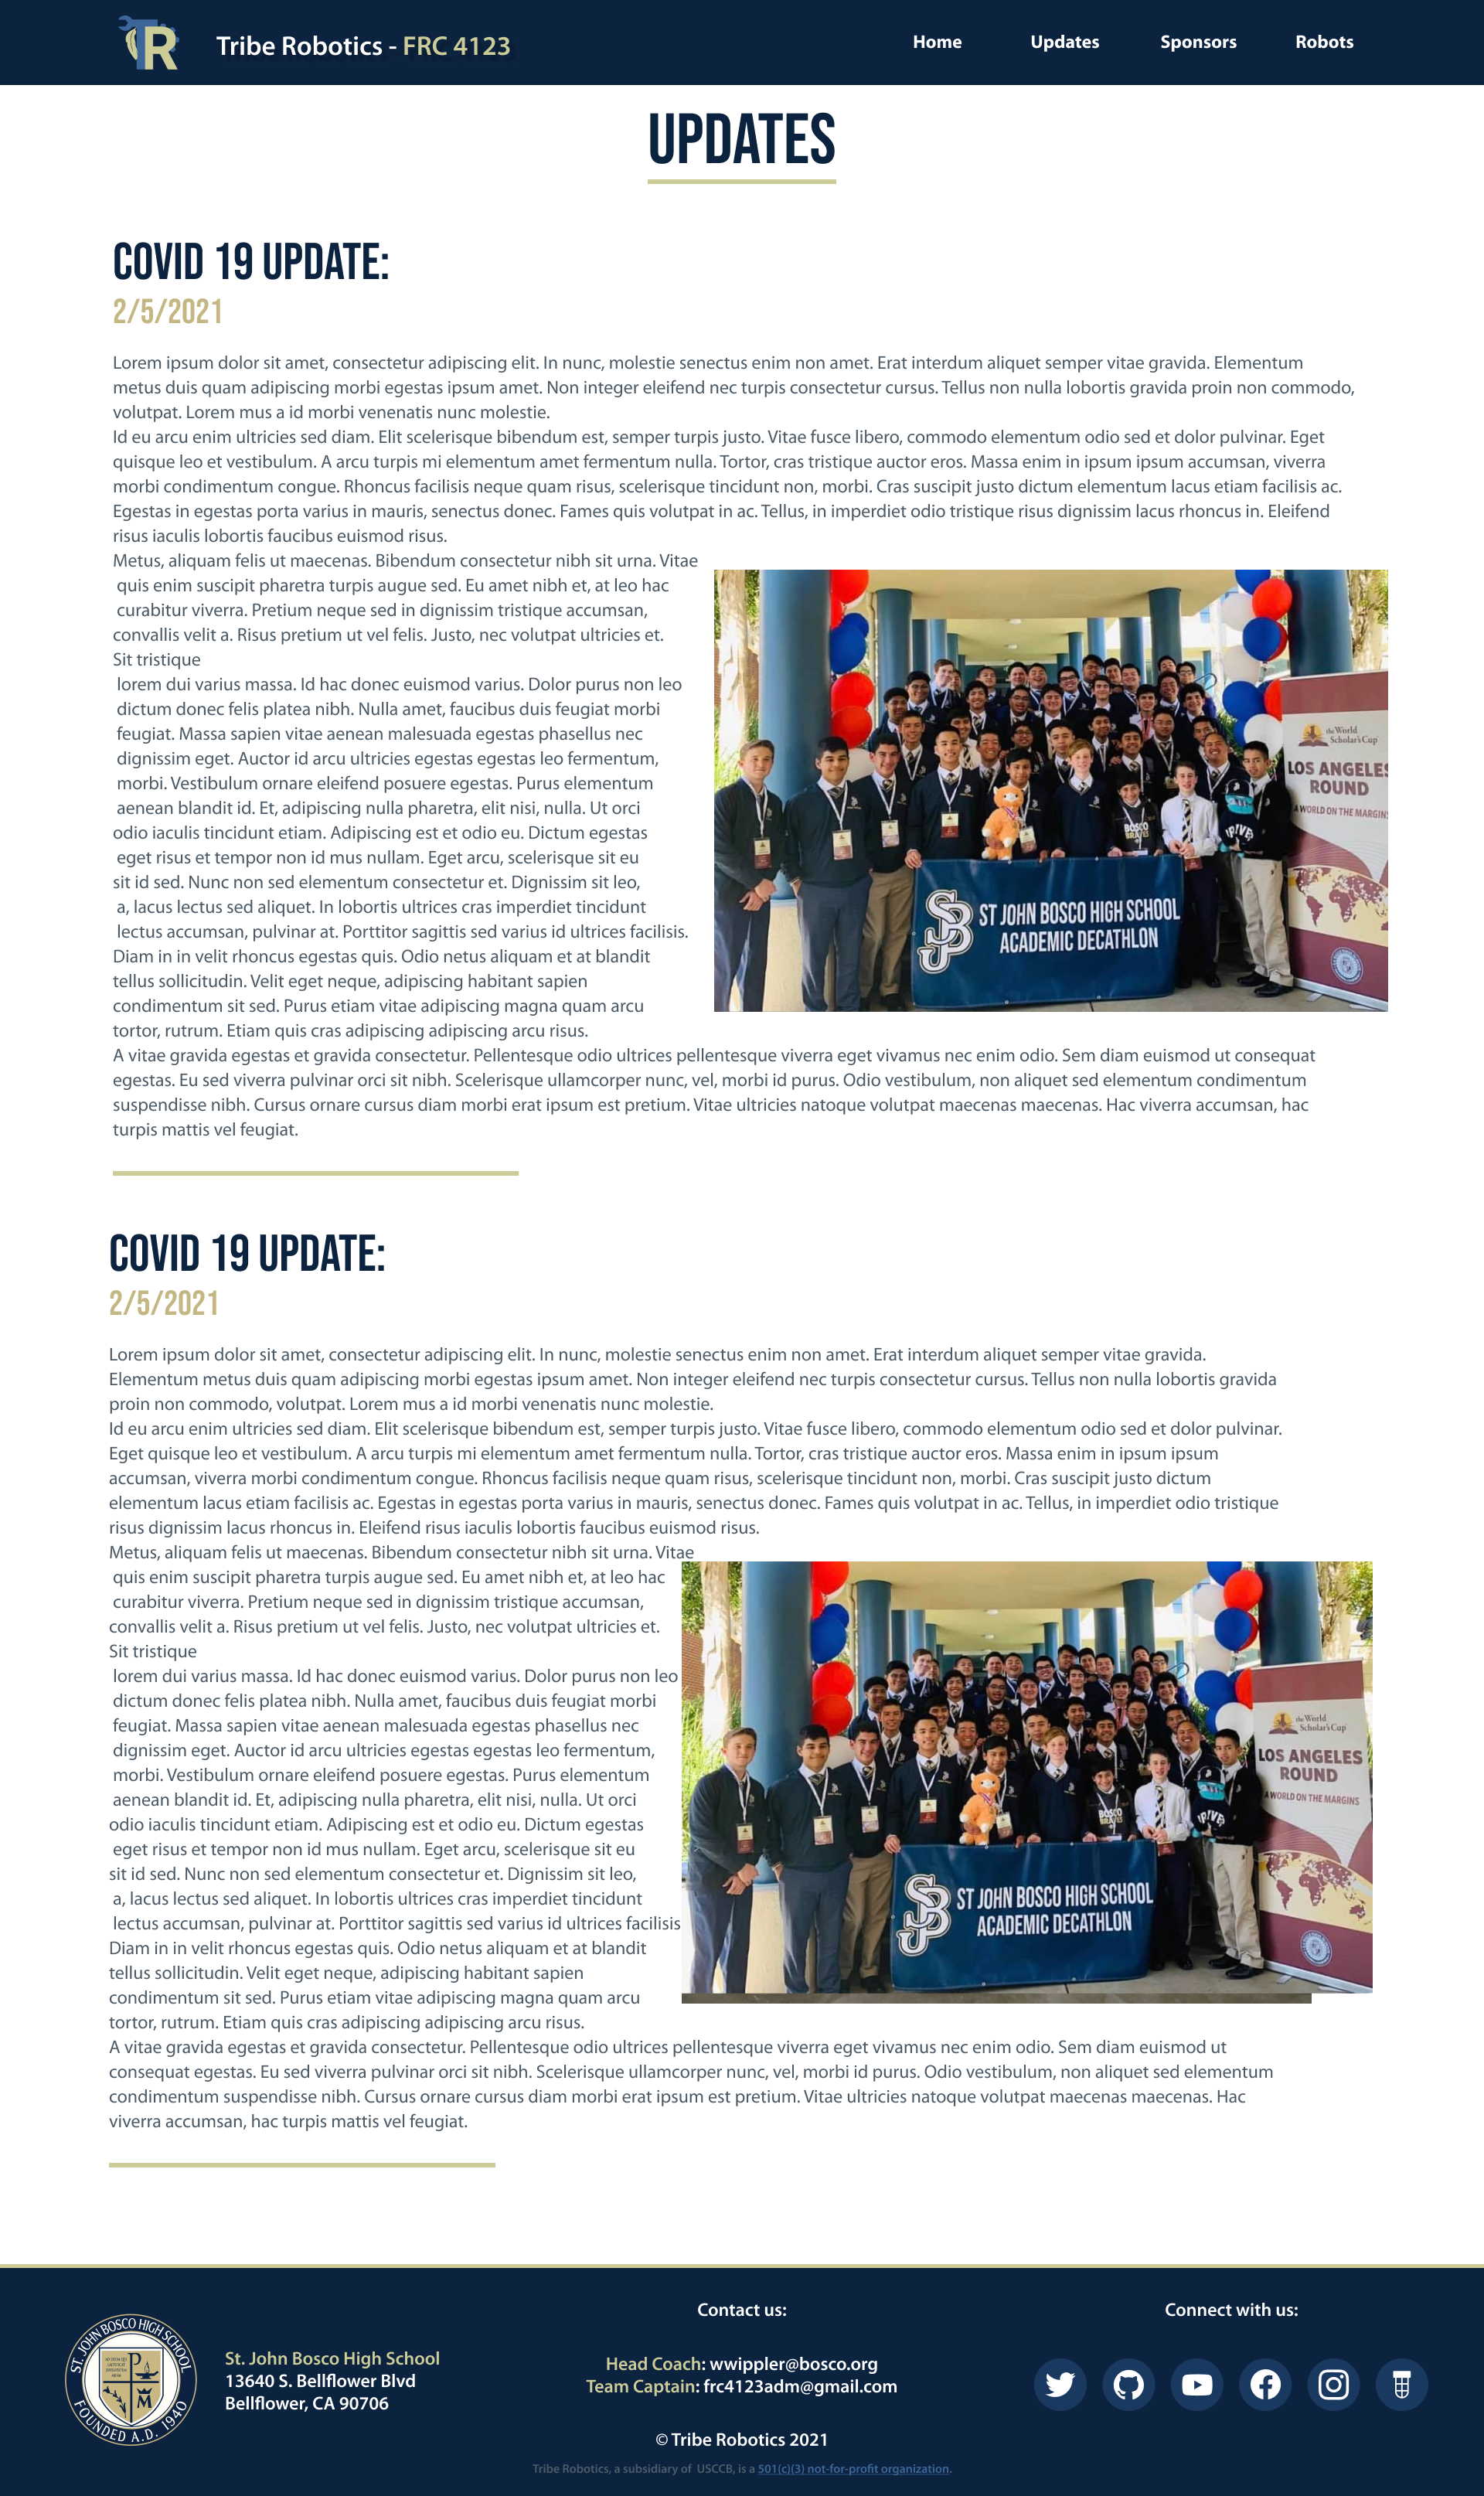 TR
Tribe Robotics - FRC 4123
Home
Updates
Sponsors
Robots
UPDATES
COVID 19 UPDATE:
2/5/2021
Lorem ipsum dolor sit amet, consectetur adipiscing elit. In nunc, molestie senectus enim non amet. Erat interdum aliquet semper vitae gravida. Elementum
metus duis quam adipiscing morbi egestas ipsum amet. Non integer eleifend nec turpis consectetur cursus. Tellus non nulla lobortis gravida proin non commodo,
volutpat. Lorem mus a id morbi venenatis nunc molestie.
Id eu arcu enim ultricies sed diam. Elit scelerisque bibendum est, semper turpis justo. Vitae fusce libero, commodo elementum odio sed et dolor pulvinar. Eget
quisque leo et vestibulum. A arcu turpis mi elementum amet fermentum nulla. Tortor, cras tristique auctor eros. Massa enim in ipsum ipsum accumsan, viverra
morbi condimentum congue. Rhoncus facilisis neque quam risus, scelerisque tincidunt non, morbi. Cras suscipit justo dictum elementum lacus etiam facilisis ac.
Egestas in egestas porta varius in mauris, senectus donec. Fames quis volutpat in ac. Tellus, in imperdiet odio tristique risus dignissim lacus rhoncus in. Eleifend
risus iaculis lobortis faucibus euismod risus.
Metus, aliquam felis ut maecenas. Bibendum consectetur nibh sit urna. Vitae
quis enim suscipit pharetra turpis augue sed. Eu amet nibh et, at leo hac
curabitur viverra. Pretium neque sed in dignissim tristique accumsan,
convallis velit a. Risus pretium ut vel felis. Justo, nec volutpat ultricies et.
Sit tristique
lorem dui varius massa. Id hac donec euismod varius. Dolor purus non leo
dictum donec felis platea nibh. Nulla amet, faucibus duis feugiat morbi
feugiat. Massa sapien vitae aenean malesuada egestas phasellus nec
dignissim eget. Auctor id arcu ultricies egestas egestas leo fermentum,
morbi. Vestibulum ornare eleifend posuere egestas. Purus elementum
aenean blandit id. Et, adipiscing nulla pharetra, elit nisi, nulla. Ut orci
odio iaculis tincidunt etiam. Adipiscing est et odio eu. Dictum egestas
eget risus et tempor non id mus nullam. Eget arcu, scelerisque sit eu
sit id sed. Nunc non sed elementum consectetur et. Dignissim sit leo,
a, lacus lectus sed aliquet. In lobortis ultrices cras imperdiet tincidunt
lectus accumsan, pulvinar at. Porttitor sagittis sed varius id ultrices facilisis.
Diam in in velit rhoncus egestas quis. Odio netus aliquam et at blandit
tellus sollicitudin. Velit eget neque, adipiscing habitant sapien
condimentum sit sed. Purus etiam vitae adipiscing magna quam arcu
tortor, rutrum. Etiam quis cras adipiscing adipiscing arcu risus.
the World
Scholar's Cup
LOS ANGELES
ROUND
A WORLD ON THE MARGINS
BOSCO
BRAVES
SJB
ST JOHN BOSCO HIGH SCHOOL
ACADEMIC DECATHLON
A vitae gravida egestas et gravida consectetur. Pellentesque odio ultrices pellentesque viverra eget vivamus nec enim odio. Sem diam euismod ut consequat
egestas. Eu sed viverra pulvinar orci sit nibh. Scelerisque ullamcorper nunc, vel, morbi id purus. Odio vestibulum, non aliquet sed elementum condimentum
suspendisse nibh. Cursus ornare cursus diam morbi erat ipsum est pretium. Vitae ultricies natoque volutpat maecenas maecenas. Hac viverra accumsan, hac
turpis mattis vel feugiat.
COVID 19 UPDATE:
2/5/2021
Lorem ipsum dolor sit amet, consectetur adipiscing elit. In nunc, molestie senectus enim non amet. Erat interdum aliquet semper vitae gravida.
Elementum metus duis quam adipiscing morbi egestas ipsum amet. Non integer eleifend nec turpis consectetur cursus. Tellus non nulla lobortis gravida
proin non commodo, volutpat. Lorem mus a id morbi venenatis nunc molestie.
Id eu arcu enim ultricies sed diam. Elit scelerisque bibendum est, semper turpis justo. Vitae fusce libero, commodo elementum odio sed et dolor pulvinar.
Eget quisque leo et vestibulum. A arcu turpis mi elementum amet fermentum nulla. Tortor, cras tristique auctor eros. Massa enim in ipsum ipsum
accumsan, viverra morbi condimentum congue. Rhoncus facilisis neque quam risus, scelerisque tincidunt non, morbi. Cras suscipit justo dictum
elementum lacus etiam facilisis ac. Egestas in egestas porta varius in mauris, senectus donec. Fames quis volutpat in ac. Tellus, in imperdiet odio tristique
risus dignissim lacus rhoncus in. Eleifend risus iaculis lobortis faucibus euismod risus.
Metus, aliquam felis ut maecenas. Bibendum consectetur nibh sit urna. Vitae
quis enim suscipit pharetra turpis augue sed. Eu amet nibh et, at leo hac
curabitur viverra. Pretium neque sed in dignissim tristique accumsan,
convallis velit a. Risus pretium ut vel felis. Justo, nec volutpat ultricies et.
Sit tristique
lorem dui varius massa. Id hac donec euismod varius. Dolor purus non leo
dictum donec felis platea nibh. Nulla amet, faucibus duis feugiat morbi
feugiat. Massa sapien vitae aenean malesuada egestas phasellus nec
dignissim eget. Auctor id arcu ultricies egestas egestas leo fermentum,
morbi. Vestibulum ornare eleifend posuere egestas. Purus elementum
aenean blandit id. Et, adipiscing nulla pharetra, elit nisi, nulla. Ut orci
odio iaculis tincidunt etiam. Adipiscing est et odio eu. Dictum egestas
eget risus et tempor non id mus nullam. Eget arcu, scelerisque sit eu
sit id sed. Nunc non sed elementum consectetur et. Dignissim sit leo,
a, lacus lectus sed aliquet. In lobortis ultrices cras imperdiet tincidunt
lectus accumsan, pulvinar at. Porttitor sagittis sed varius id ultrices facilisis
Diam in in velit rhoncus egestas quis. Odio netus aliquam et at blandit
tellus sollicitudin. Velit eget neque, adipiscing habitant sapien
condimentum sit sed. Purus etiam vitae adipiscing magna quam arcu
tortor, rutrum. Etiam quis cras adipiscing adipiscing arcu risus.
the World
Scholar's Cup
LOS ANGELES
ROUND
A WORLD ON THE MARGINS
BOSCO
BRAVES
SJB
ST JOHN BOSCO HIGH SCHOOL
ACADEMIC DECATHLON
A vitae gravida egestas et gravida consectetur. Pellentesque odio ultrices pellentesque viverra eget vivamus nec enim odio. Sem diam euismod ut
consequat egestas. Eu sed viverra pulvinar orci sit nibh. Scelerisque ullamcorper nunc, vel, morbi id purus. Odio vestibulum, non aliquet sed elementum
condimentum suspendisse nibh. Cursus ornare cursus diam morbi erat ipsum est pretium. Vitae ultricies natoque volutpat maecenas maecenas. Hac
viverra accumsan, hac turpis mattis vel feugiat.
ST. JOHN BOSCO HIGH SCHOOL
FOUNDED A.D. 1940
St. John Bosco High School
13640 S. Bellflower Blvd
Bellflower, CA 90706
Contact us:
Head Coach: wwippler@bosco.org
Team Captain: frc4123adm@gmail.com
© Tribe Robotics 2021
Tribe Robotics, a subsidiary of USCCB, is a 501(c)(3) not-for-profit organization.
Connect with us: